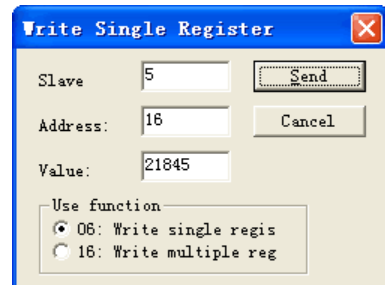 Write Single Register
Slave 5 Send
Address: 16 Cancel
Value: 21845
Use function
06: Write single regis
16: Write multiple reg